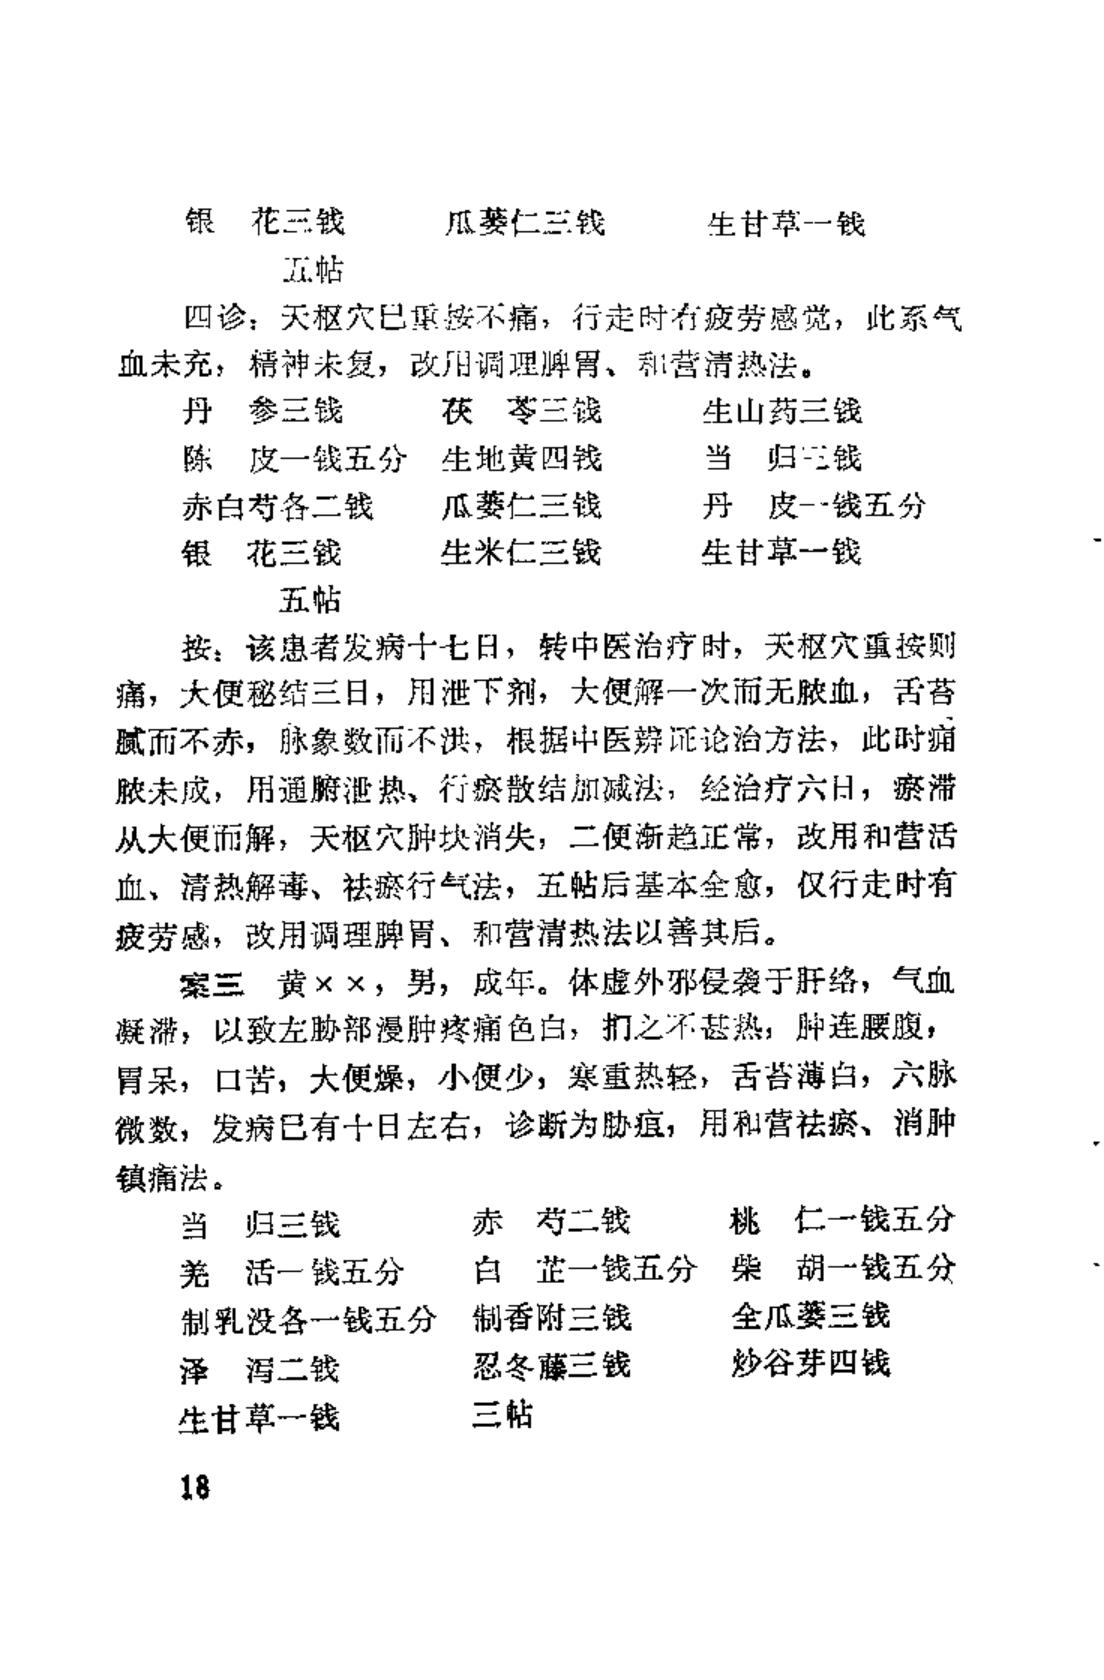 银　花三钱　　　瓜蒌仁三钱　　　生甘草一钱
五帖
四诊：天枢穴已重按不痛，行走时有疲劳感觉，此系气
血未充，精神未复，改用调理脾胃、和营清热法。
丹　参三钱　　　茯　苓三钱　　　生山药三钱
陈　皮一钱五分　生地黄四钱　　　当　归三钱
赤白芍各二钱　　瓜蒌仁三钱　　　丹　皮一钱五分
银　花三钱　　　生米仁三钱　　　生甘草一钱
五帖
按：该患者发病十七日，转中医治疗时，天枢穴重按则
痛，大便秘结三日，用泄下剂，大便解一次而无脓血，舌苔
腻而不赤，脉象数而不洪，根据中医辨证论治方法，此时痈
脓未成，用通腑泄热、行瘀散结加减法，经治疗六日，瘀滞
从大便而解，天枢穴肿块消失，二便渐趋正常，改用和营活
血、清热解毒、祛瘀行气法，五帖后基本全愈，仅行走时有
疲劳感，改用调理脾胃、和营清热法以善其后。
案三　黄××，男，成年。体虚外邪侵袭于肝络，气血
凝滞，以致左胁部漫肿疼痛色白，扪之不甚热，肿连腰腹，
胃呆，口苦，大便燥，小便少，寒重热轻，舌苔薄白，六脉
微数，发病已有十日左右，诊断为胁疽，用和营祛瘀、消肿
镇痛法。
当　归三钱　　　赤　芍二钱　　　桃　仁一钱五分
羌　活一钱五分　白　芷一钱五分　柴　胡一钱五分
制乳没各一钱五分　制香附三钱　　　全瓜蒌三钱
泽　泻二钱　　　忍冬藤三钱　　　炒谷芽四钱
生甘草一钱　　　三帖
18